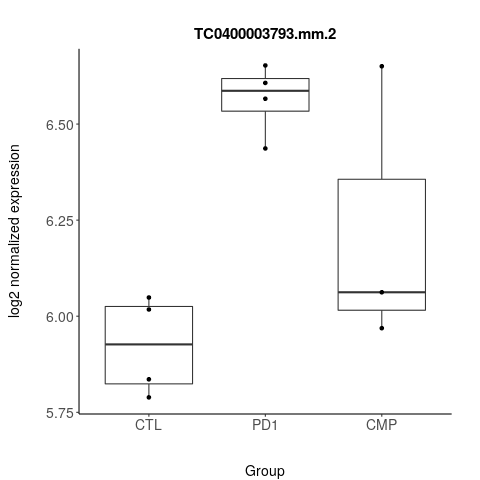 TC0400003793.mm.2
log2 normalized expression
6.50
6.25
6.00
5.75
CTL PD1 CMP
Group